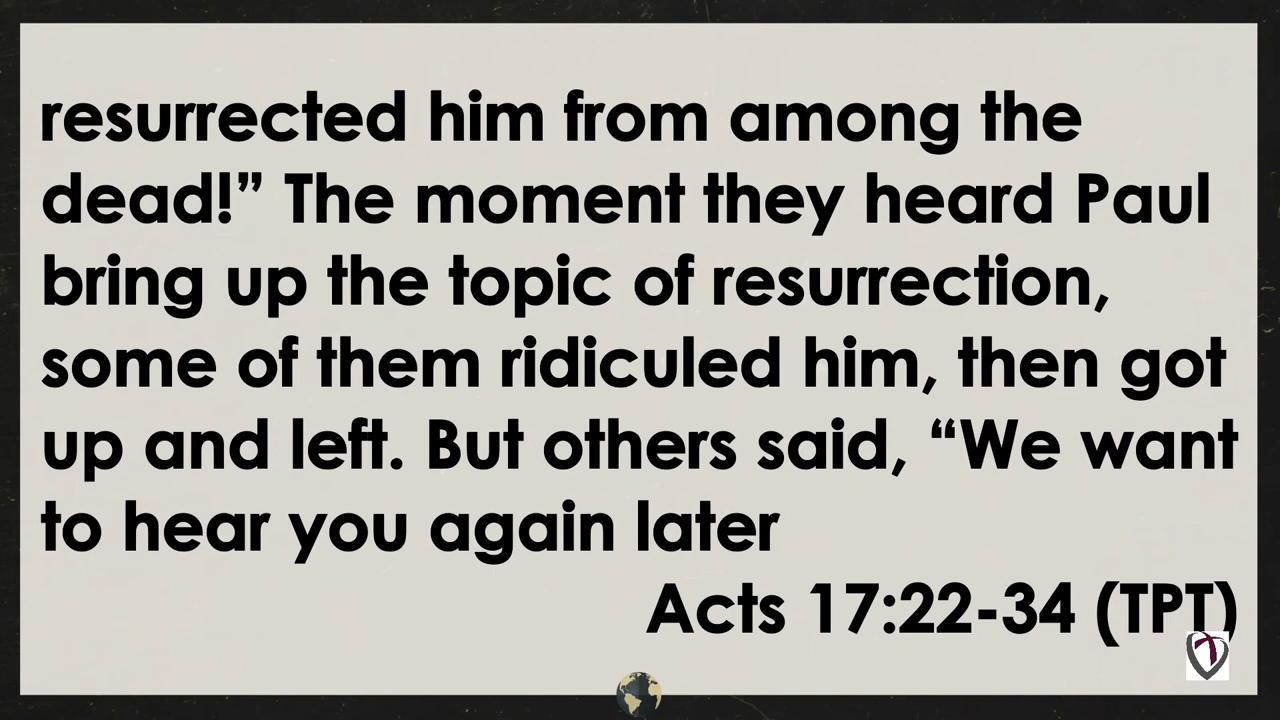 resurrected him from among the
dead!” The moment they heard Paul
bring up the topic of resurrection,
some of them ridiculed him, then got
up and left. But others said, “We want
to hear you again later
Acts 17:22-34 (TPT)